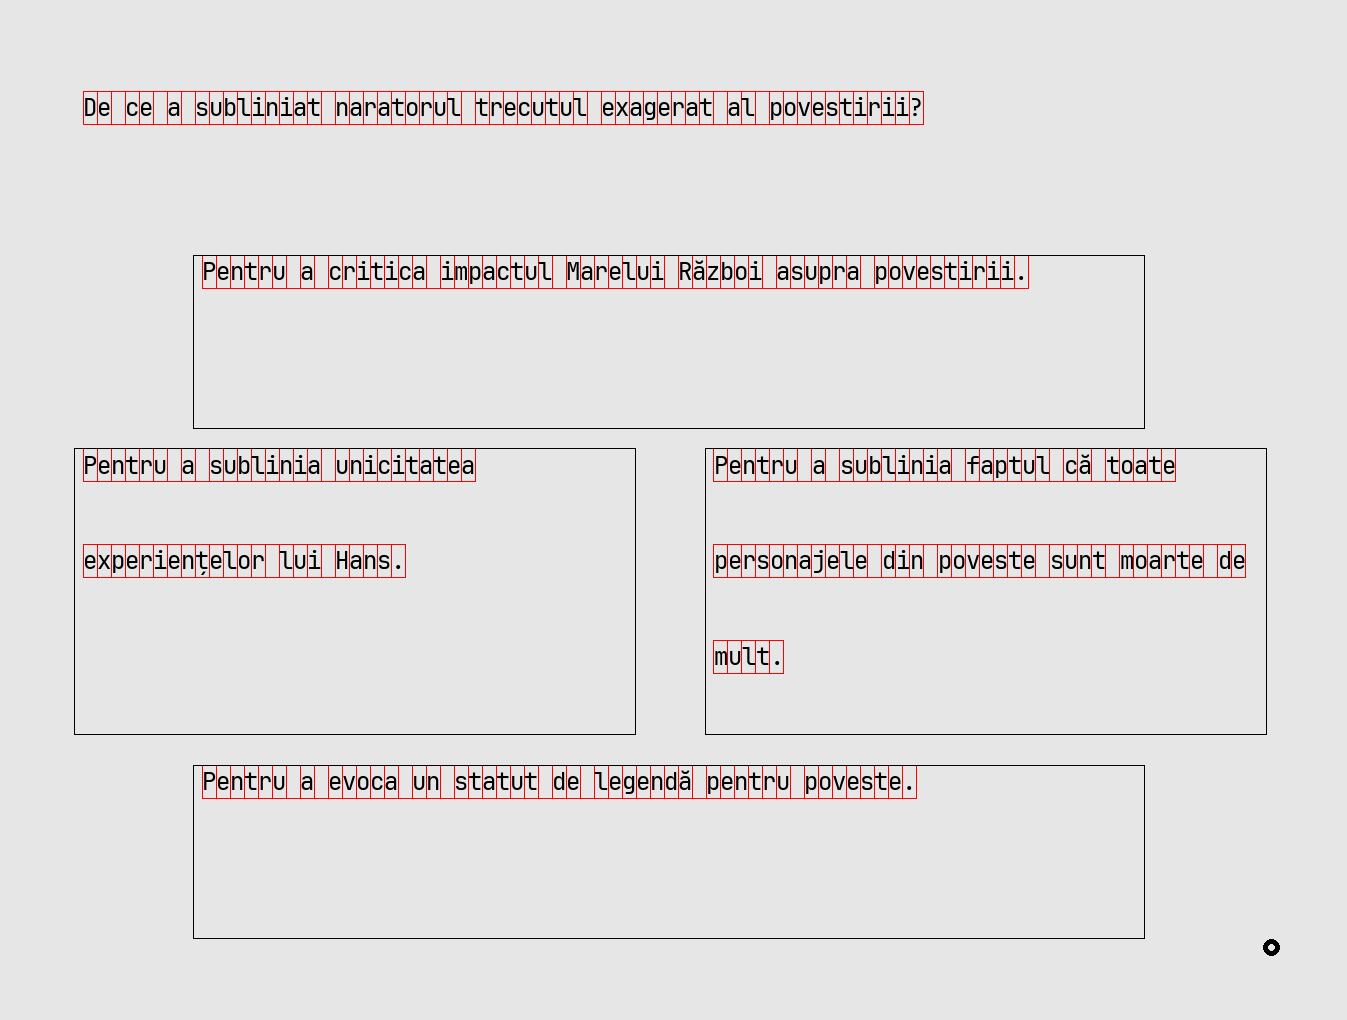 De ce a subliniat naratorul trecutul exagerat al povestirii?
Pentru a critica impactul Marelui Război asupra povestirii.
Pentru a sublinia unicitatea
experiențelor lui Hans.
Pentru a sublinia faptul că toate
personajele din poveste sunt moarte de
mult.
Pentru a evoca un statut de legendă pentru poveste.